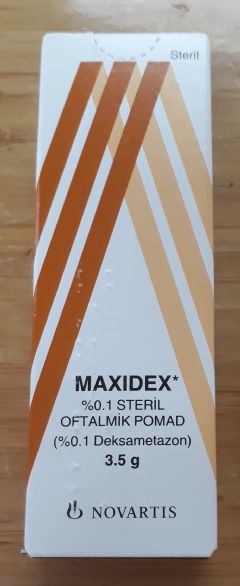 Steril
MAXIDEX*
%0.1 STERİL
OFTALMİK POMAD
(%0.1 Deksametazon)
3.5 g
NOVARTIS